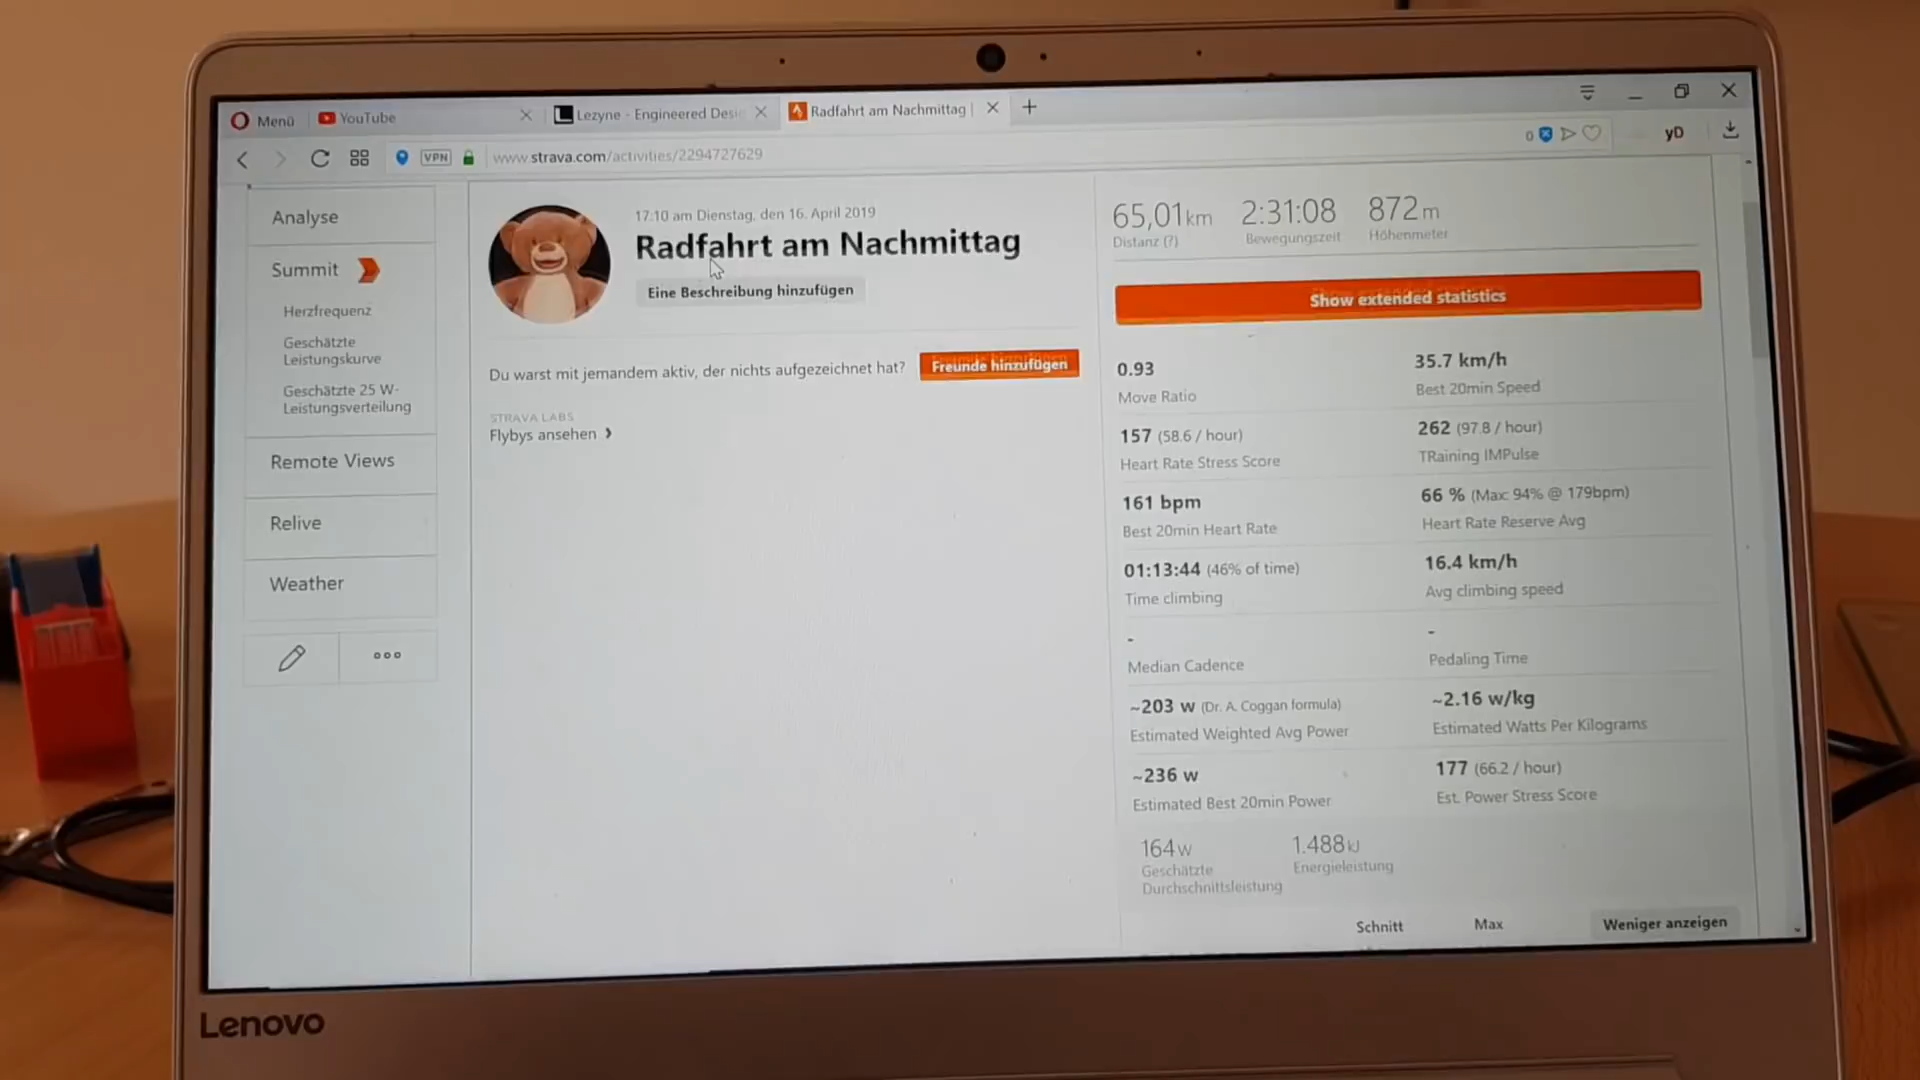 Menü
YouTube
Lezyne - Engineered Desi
Radfahrt am Nachmittag |
VPN
www.strava.com/activities/2294727629
0
yD
Analyse
Summit
Herzfrequenz
Geschätzte
Leistungskurve
Geschätzte 25 W-
Leistungsverteilung
Remote Views
Relive
Weather
17:10 am Dienstag, den 16. April 2019
Radfahrt am Nachmittag
Eine Beschreibung hinzufügen
Du warst mit jemandem aktiv, der nichts aufgezeichnet hat?
Freunde hinzufügen
STRAVA LABS
Flybys ansehen
65,01km
Distanz (?)
2:31:08
Bewegungszeit
872m
Höhenmeter
Show extended statistics
0.93
Move Ratio
35.7 km/h
Best 20min Speed
157 (58.6 / hour)
Heart Rate Stress Score
262 (97.8 / hour)
TRaining IMPulse
161 bpm
Best 20min Heart Rate
66 % (Max: 94% @ 179bpm)
Heart Rate Reserve Avg
01:13:44 (46% of time)
Time climbing
16.4 km/h
Avg climbing speed
-
Median Cadence
-
Pedaling Time
~203 w (Dr. A. Coggan formula)
Estimated Weighted Avg Power
~2.16 w/kg
Estimated Watts Per Kilograms
~236 w
Estimated Best 20min Power
177 (66.2 / hour)
Est. Power Stress Score
164w
Geschätzte
Durchschnittsleistung
1.488kJ
Energieleistung
Schnitt
Max
Weniger anzeigen
Lenovo